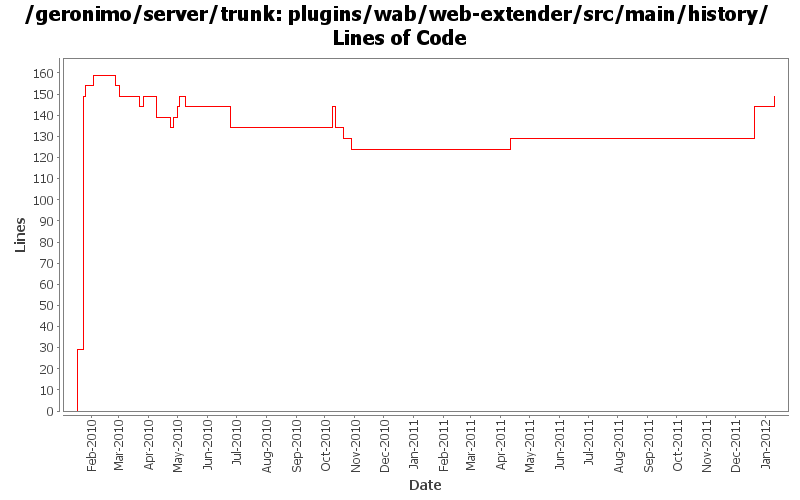 /geronimo/server/trunk: plugins/wab/web-extender/src/main/history/
Lines of Code
160
150
140
130
120
110
100
90
80
70
60
50
40
30
20
10
0
Lines
Feb-2010
Mar-2010
Apr-2010
May-2010
Jun-2010
Jul-2010
Aug-2010
Sep-2010
Oct-2010
Nov-2010
Dec-2010
Jan-2011
Feb-2011
Mar-2011
Apr-2011
May-2011
Jun-2011
Jul-2011
Aug-2011
Sep-2011
Oct-2011
Nov-2011
Dec-2011
Jan-2012
Date